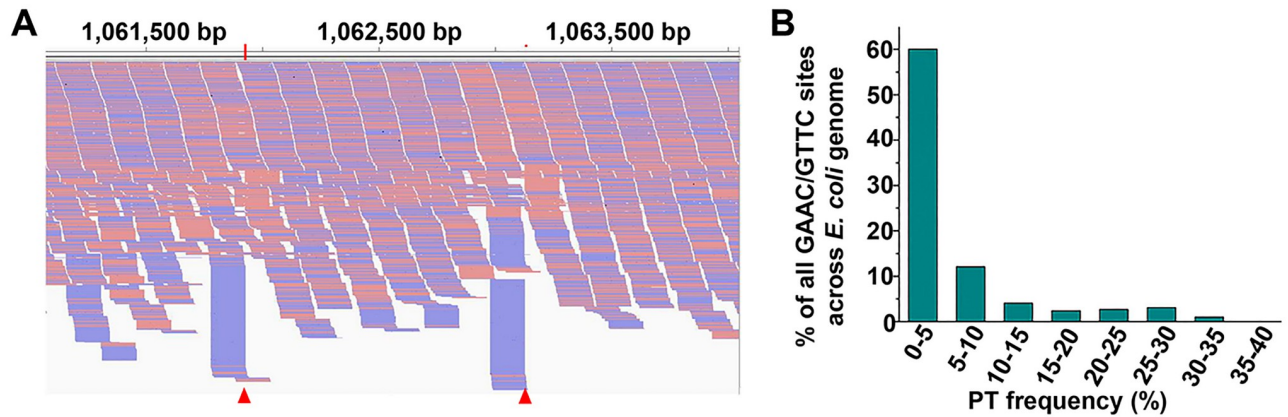 A
1,061,500 bp 1,062,500 bp 1,063,500 bp
B
% of all GAAC/GTTC sites
across E. coli genome
60
50
40
30
20
10
0
0-5 5-10 10-15 15-20 20-25 25-30 30-35 35-40
PT frequency (%)